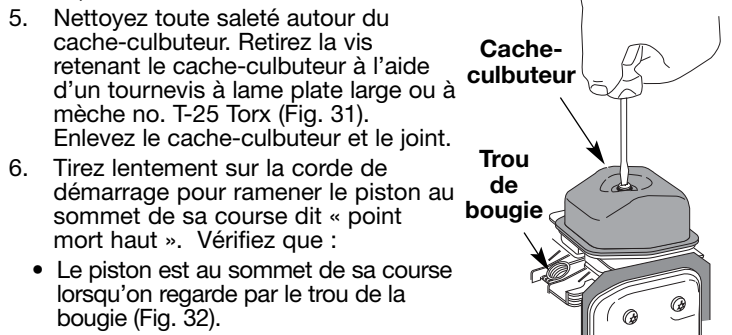 5. Nettoyez toute saleté autour du
cache-culbuteur. Retirez la vis
retenant le cache-culbuteur à l'aide
d'un tournevis à lame plate large ou à
mèche no. T-25 Torx (Fig. 31).
Enlevez le cache-culbuteur et le joint.
6. Tirez lentement sur la corde de
démarrage pour ramener le piston au
sommet de sa course dit « point
mort haut ». Vérifiez que :
• Le piston est au sommet de sa course
lorsqu'on regarde par le trou de la
bougie (Fig. 32).
Cache-
culbuteur
Trou
de
bougie